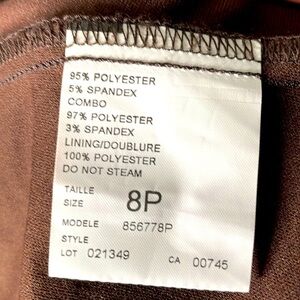 95% POLYESTER
5% SPANDEX
COMBO
97% POLYESTER
3% SPANDEX
LINING/DOUBLURE
100% POLYESTER
DO NOT STEAM
TAILLE
SIZE 8P
MODELE 856778P
STYLE
LOT 021349 CA 00745